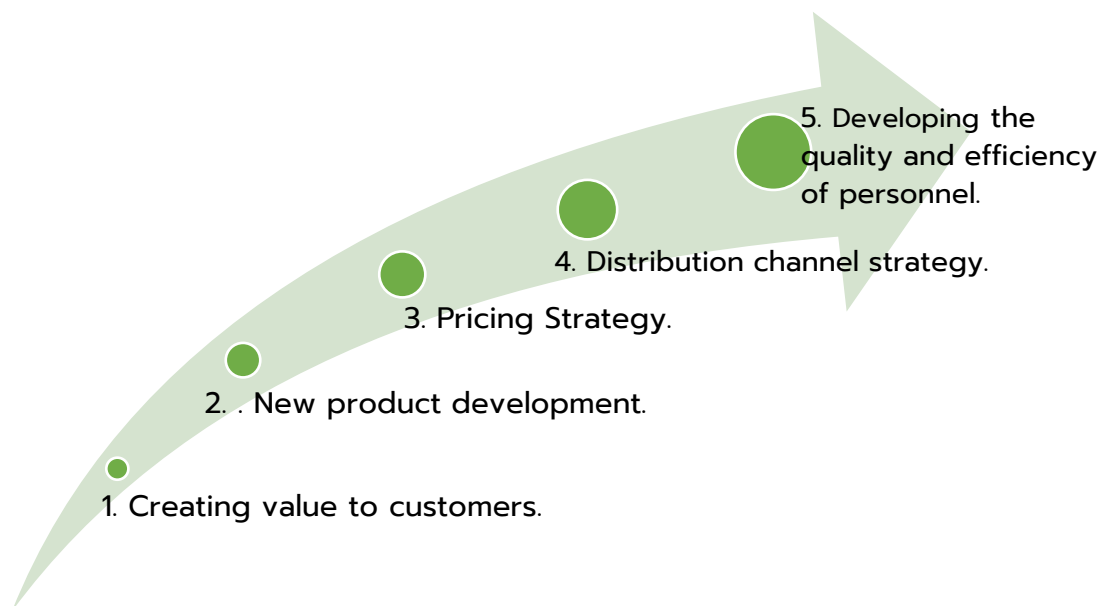 1. Creating value to customers.
2. . New product development.
3. Pricing Strategy.
4. Distribution channel strategy.
5. Developing the
quality and efficiency
of personnel.